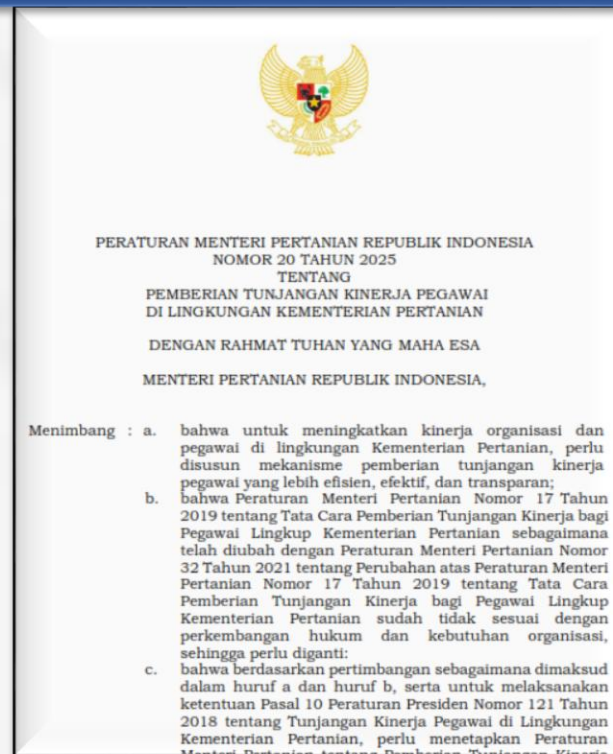 PERATURAN MENTERI PERTANIAN REPUBLIK INDONESIA
NOMOR 20 TAHUN 2025
TENTANG
PEMBERIAN TUNJANGAN KINERJA PEGAWAI
DI LINGKUNGAN KEMENTERIAN PERTANIAN
DENGAN RAHMAT TUHAN YANG MAHA ESA
MENTERI PERTANIAN REPUBLIK INDONESIA,
Menimbang : a. bahwa untuk meningkatkan kinerja organisasi dan
pegawai di lingkungan Kementerian Pertanian, perlu
disusun mekanisme pemberian tunjangan kinerja
pegawai yang lebih efisien, efektif, dan transparan;
b. bahwa Peraturan Menteri Pertanian Nomor 17 Tahun
2019 tentang Tata Cara Pemberian Tunjangan Kinerja bagi
Pegawai Lingkup Kementerian Pertanian sebagaimana
telah diubah dengan Peraturan Menteri Pertanian Nomor
32 Tahun 2021 tentang Perubahan atas Peraturan Menteri
Pertanian Nomor 17 Tahun 2019 tentang Tata Cara
Pemberian Tunjangan Kinerja bagi Pegawai Lingkup
Kementerian Pertanian sudah tidak sesuai dengan
perkembangan hukum dan kebutuhan organisasi,
sehingga perlu diganti:
c. bahwa berdasarkan pertimbangan sebagaimana dimaksud
dalam huruf a dan huruf b, serta untuk melaksanakan
ketentuan Pasal 10 Peraturan Presiden Nomor 121 Tahun
2018 tentang Tunjangan Kinerja Pegawai di Lingkungan
Kementerian Pertanian, perlu menetapkan Peraturan
Menteri Pertanian tentang Pemberian Tunjangan Kinerja